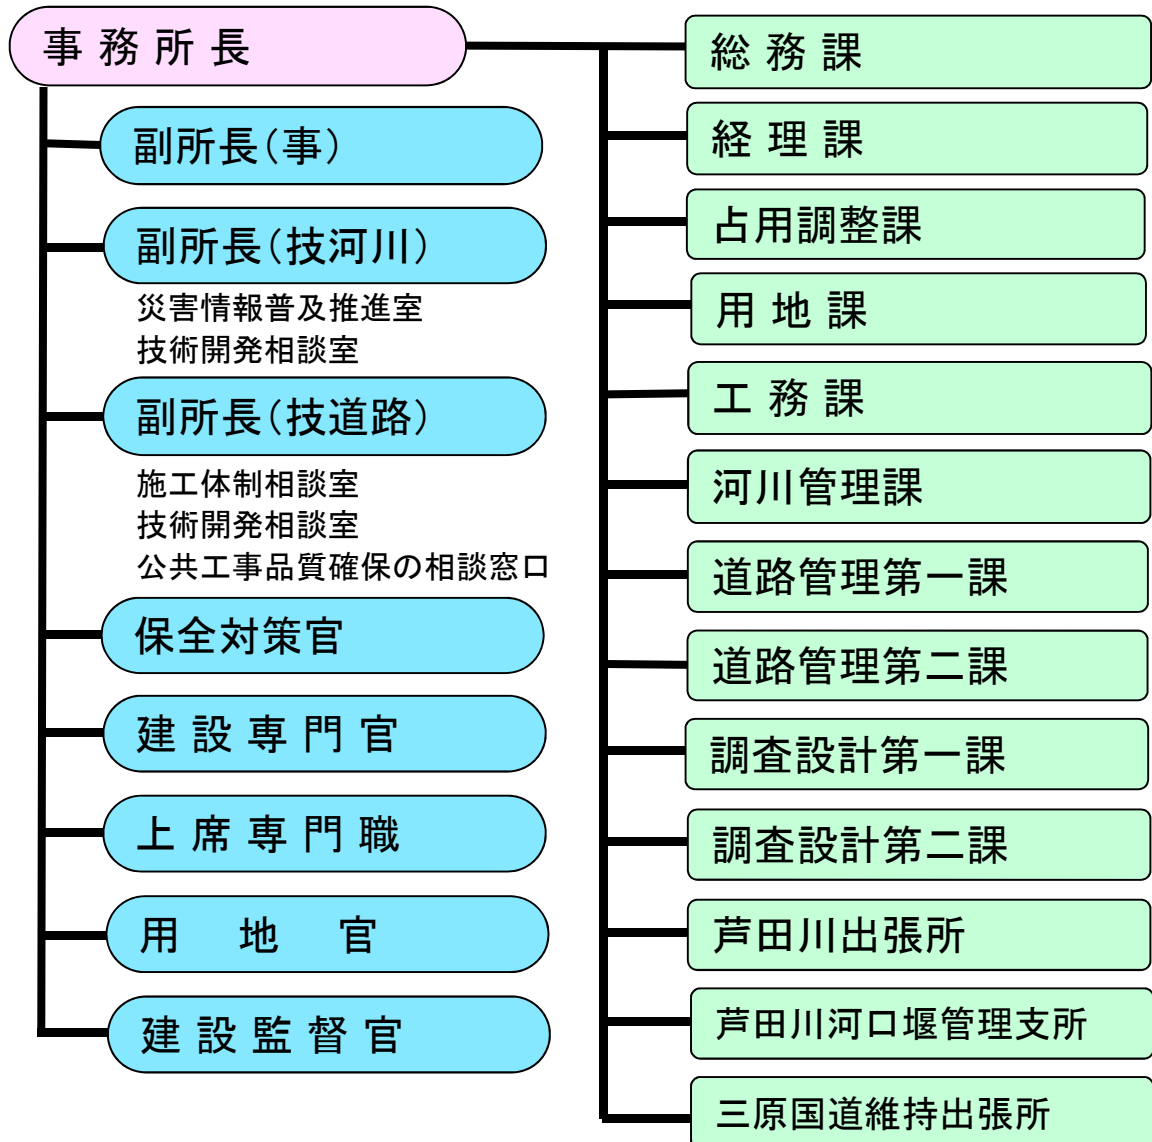 事務所長
副所長(事)
副所長(技河川)
災害情報普及推進室
技術開発相談室
副所長(技道路)
施工体制相談室
技術開発相談室
公共工事品質確保の相談窓口
保全対策官
建設専門官
上席専門職
用地官
建設監督官
総務課
経理課
占用調整課
用地課
工務課
河川管理課
道路管理第一課
道路管理第二課
調査設計第一課
調査設計第二課
芦田川出張所
芦田川河口堰管理支所
三原国道維持出張所